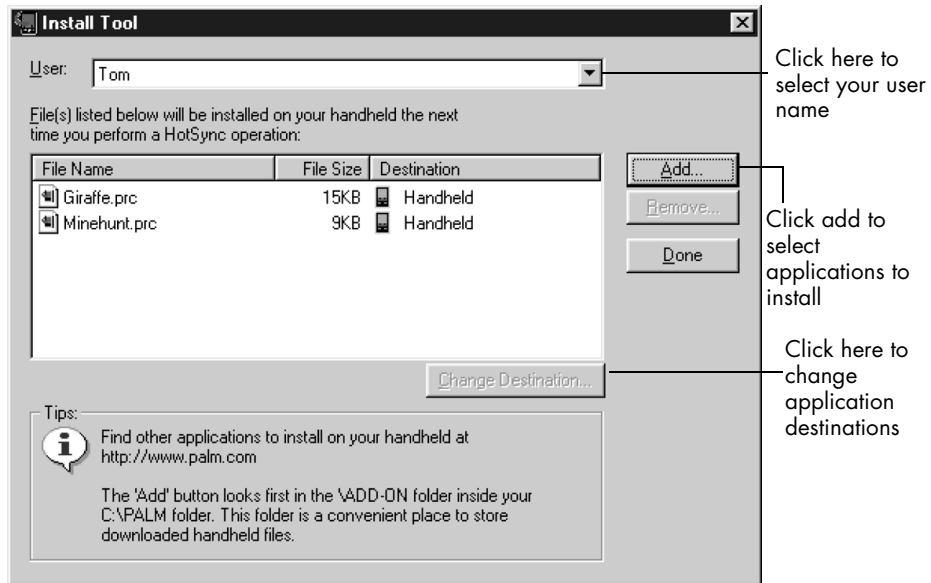 Install Tool
User: Tom
Click here to
select your user
name
File(s) listed below will be installed on your handheld the next
time you perform a HotSync operation:
File Name File Size Destination
Giraffe.prc 15KB Handheld
Minehunt.prc 9KB Handheld
Add...
Remove...
Done
Click add to
select
applications to
install
Change Destination...
Click here to
change
application
destinations
Tips:
Find other applications to install on your handheld at
http://www.palm.com
The 'Add' button looks first in the \ADD-ON folder inside your
C:\PALM folder. This folder is a convenient place to store
downloaded handheld files.